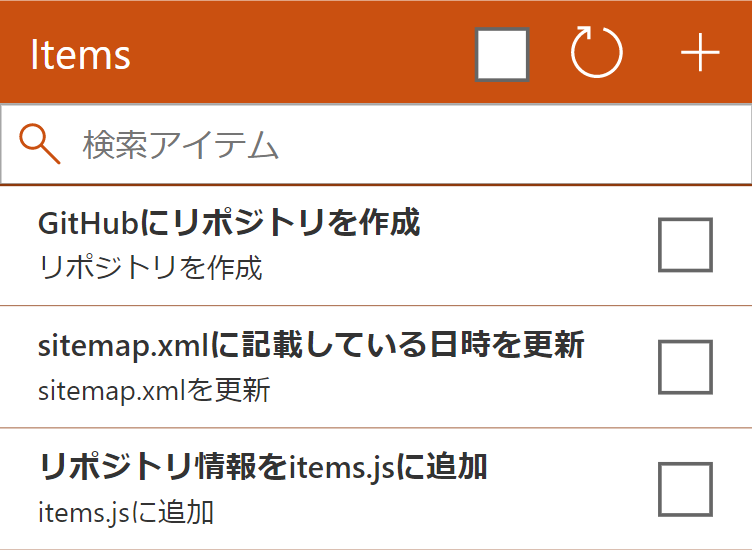 Items
検索アイテム
GitHubにリポジトリを作成
リポジトリを作成
sitemap.xmlに記載している日時を更新
sitemap.xmlを更新
リポジトリ情報をitems.jsに追加
items.jsに追加